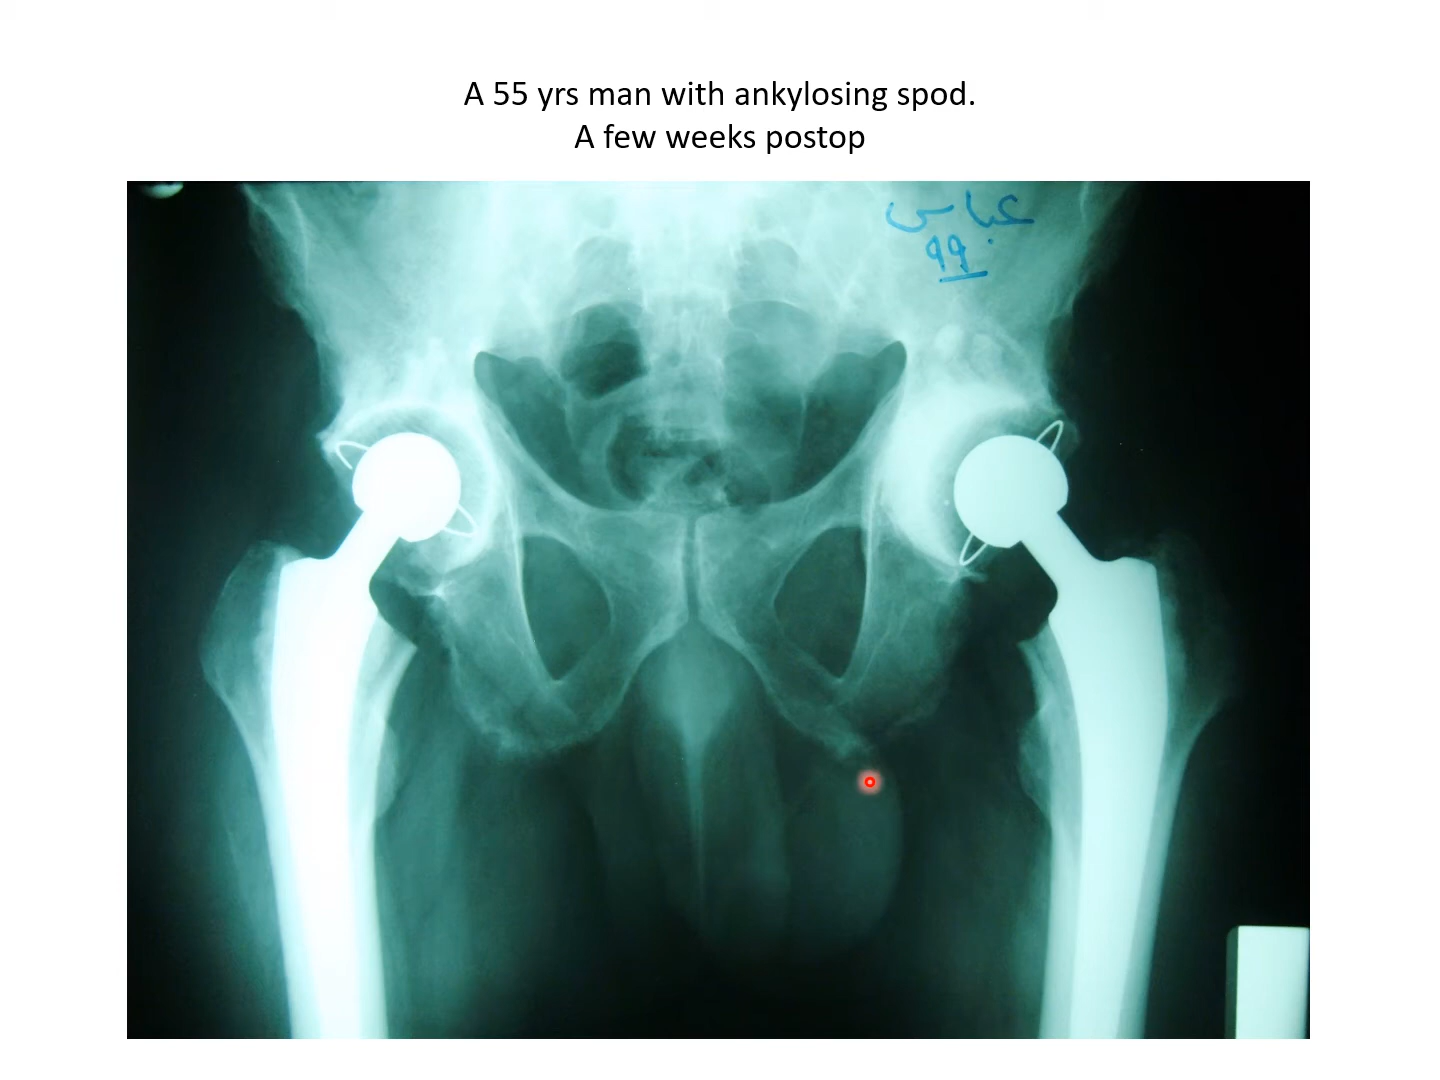 A 55 yrs man with ankylosing spod.
A few weeks postop
عباس
99